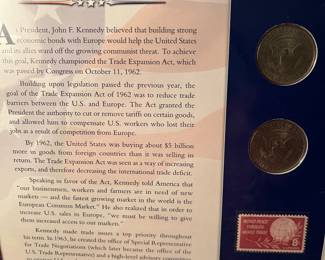 As President, John F. Kennedy believed that building strong
economic bonds with Europe would help the United States
and its allies ward off the growing communist threat. To achieve
this goal, Kennedy championed the Trade Expansion Act, which
was passed by Congress on October 11, 1962.
Building upon legislation passed the previous year, the
goal of the Trade Expansion Act of 1962 was to reduce trade
barriers between the U.S. and Europe. The Act granted the
President the authority to cut or remove tariffs on certain goods,
and allowed him to compensate U.S. workers who lost their
jobs as a result of competition from Europe.
By 1962, the United States was buying about $3 billion
more in goods from foreign countries than it was selling in
return. The Trade Expansion Act was seen as a way of increasing
exports, and therefore decreasing the international trade deficit.
Speaking in favor of the Act, Kennedy told America that
"our businessmen, workers and farmers are in need of new
markets — and the fastest growing market in the world is the
European Common Market." He also realized that in order to
increase U.S. sales in Europe, "we must be willing to give
them increased access to our markets."
Kennedy made trade issues a top priority throughout
his term. In 1963, he created the office of Special Representative
for Trade Negotiations (which later became the office of the
U.S. Trade Representative) and a high-level advisory
WORLD PEACE
THROUGH
WORLD TRADE
8¢